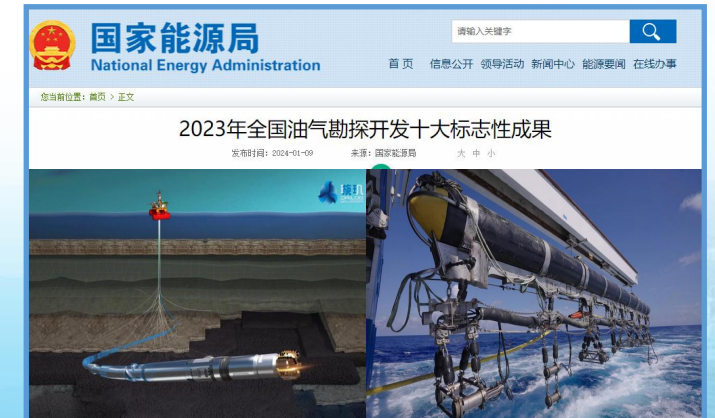 国家能源局
National Energy Administration
请输入关键字
首页 信息公开 领导活动 新闻中心 能源要闻 在线办事
您当前位置：首页 > 正文
2023年全国油气勘探开发十大标志性成果
发布时间：2024-01-09 来源：国家能源局 大 中 小
璇玑